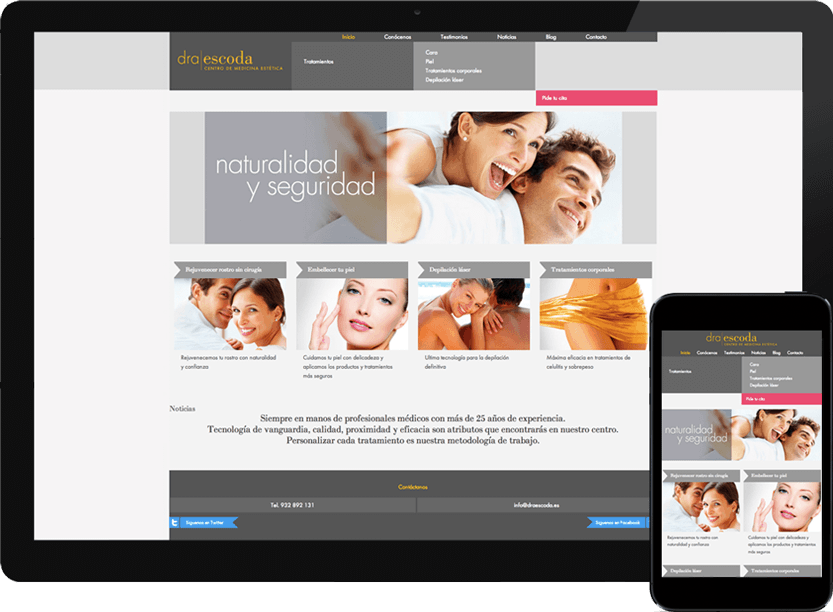 Inicio Conócenos Testimonios Noticias Blog Contacto
dra|escoda
CENTRO DE MEDICINA ESTÉTICA
Tratamientos
Cara
Piel
Tratamientos corporales
Depilación láser
Pide tu cita
naturalidad
y seguridad
Rejuvenecer rostro sin cirugía
Embellecer tu piel
Depilación láser
Tratamientos corporales
Rejuvenecemos tu rostro con naturalidad
y confianza
Cuidamos tu piel con delicadeza y
aplicamos los productos y tratamientos
más seguros
Ultima tecnología para la depilación
definitiva
Máxima eficacia en tratamientos de
celulitis y sobrepeso
Noticias
Siempre en manos de profesionales médicos con más de 25 años de experiencia.
Tecnología de vanguardia, calidad, proximidad y eficacia son atributos que encontrarás en nuestro centro.
Personalizar cada tratamiento es nuestra metodología de trabajo.
Contáctenos
Tel. 932 892 131
info@draescoda.es
Síguenos en Twitter
Síguenos en Facebook
dra|escoda
CENTRO DE MEDICINA ESTÉTICA
Inicio Conócenos Testimonios Noticias Blog Contacto
Tratamientos
Cara
Piel
Tratamientos corporales
Depilación láser
Pide tu cita
naturalidad
y seguridad
Rejuvenecer rostro sin cirugía
Embellecer tu piel
Rejuvenecemos tu rostro con
naturalidad y confianza
Cuidamos tu piel con delicadeza y
aplicamos los productos y tratamientos
más seguros
Depilación láser
Tratamientos corporales